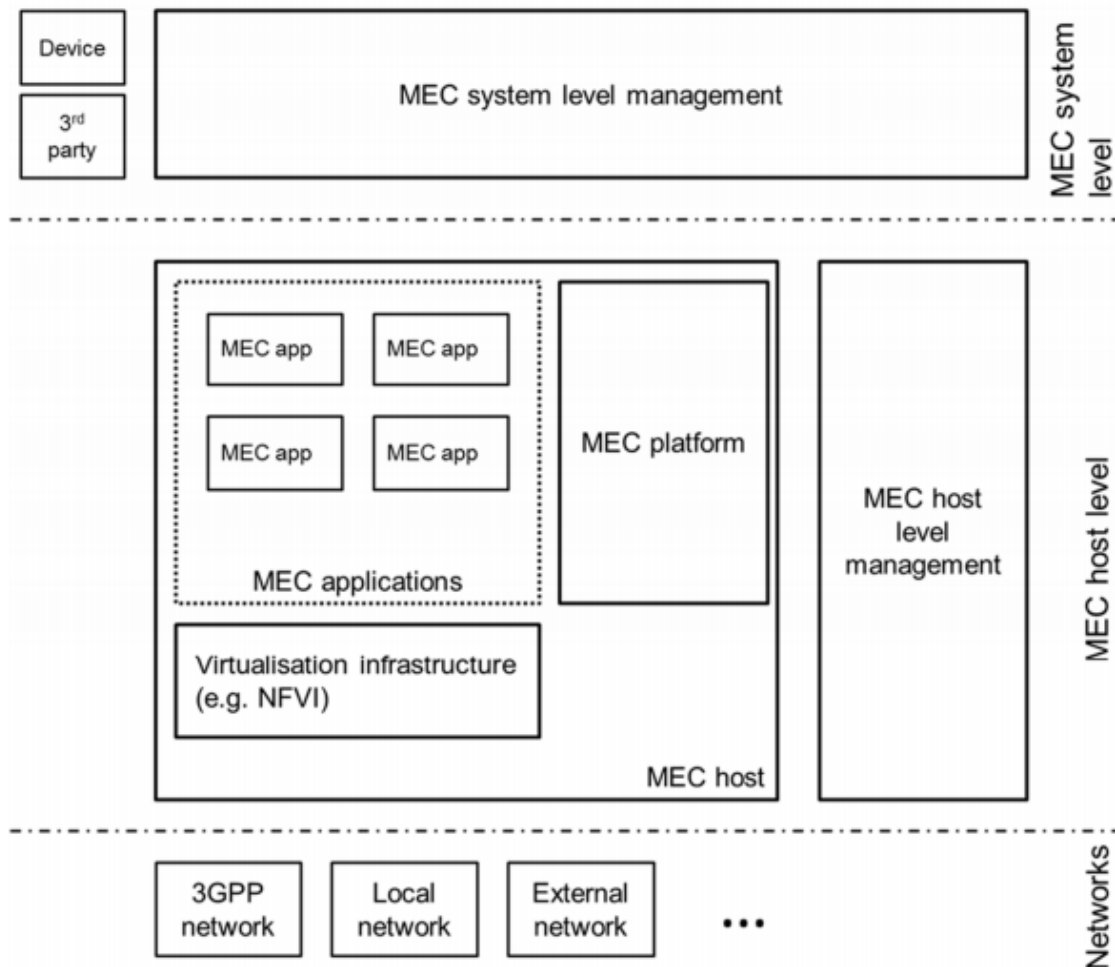 Device
3rd
party
MEC system level management
MEC system
level
MEC app
MEC app
MEC app
MEC app
MEC applications
MEC platform
Virtualisation infrastructure
(e.g. NFVI)
MEC host
MEC host
level
management
MEC host level
3GPP
network
Local
network
External
network
...
Networks